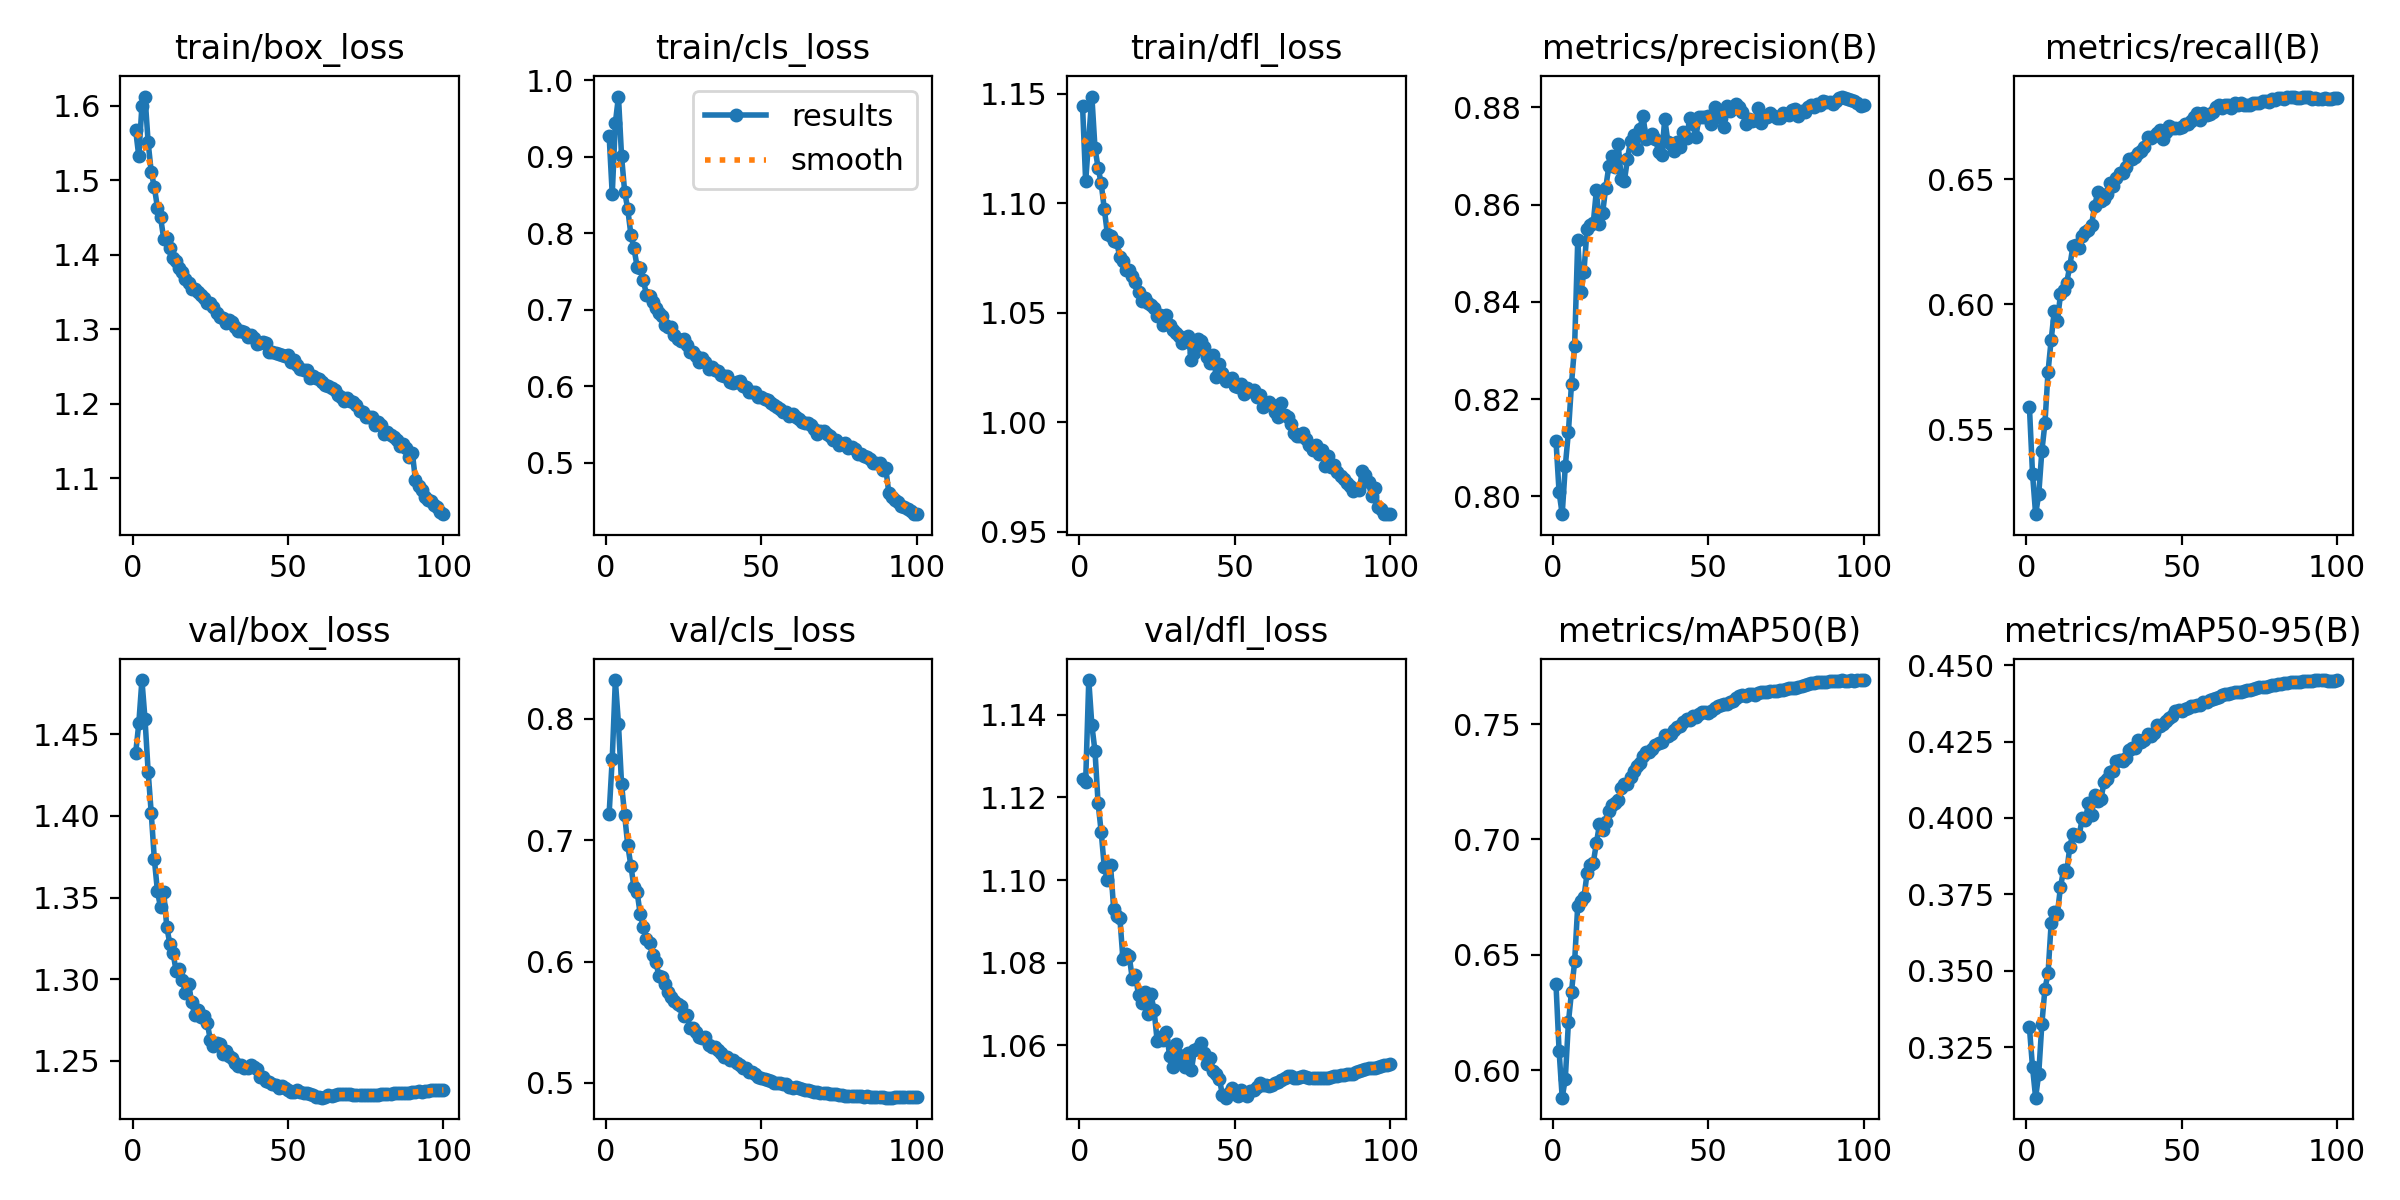 train/box_loss
1.6
1.5
1.4
1.3
1.2
1.1
0 50 100
train/cls_loss
results
smooth
1.0
0.9
0.8
0.7
0.6
0.5
0 50 100
train/dfl_loss
1.15
1.10
1.05
1.00
0.95
0 50 100
metrics/precision(B)
0.88
0.86
0.84
0.82
0.80
0 50 100
metrics/recall(B)
0.65
0.60
0.55
0 50 100
val/box_loss
1.45
1.40
1.35
1.30
1.25
0 50 100
val/cls_loss
0.8
0.7
0.6
0.5
0 50 100
val/dfl_loss
1.14
1.12
1.10
1.08
1.06
0 50 100
metrics/mAP50(B)
0.75
0.70
0.65
0.60
0 50 100
metrics/mAP50-95(B)
0.450
0.425
0.400
0.375
0.350
0.325
0 50 100